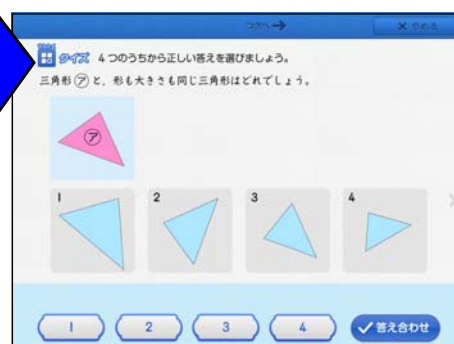 つぎへ→
× やめる
クイズ 4つのうちから正しい答えを選びましょう。
三角形㋐と、形も大きさも同じ三角形はどれでしょう。
㋐
1 2 3 4
1 2 3 4 ✓答え合わせ